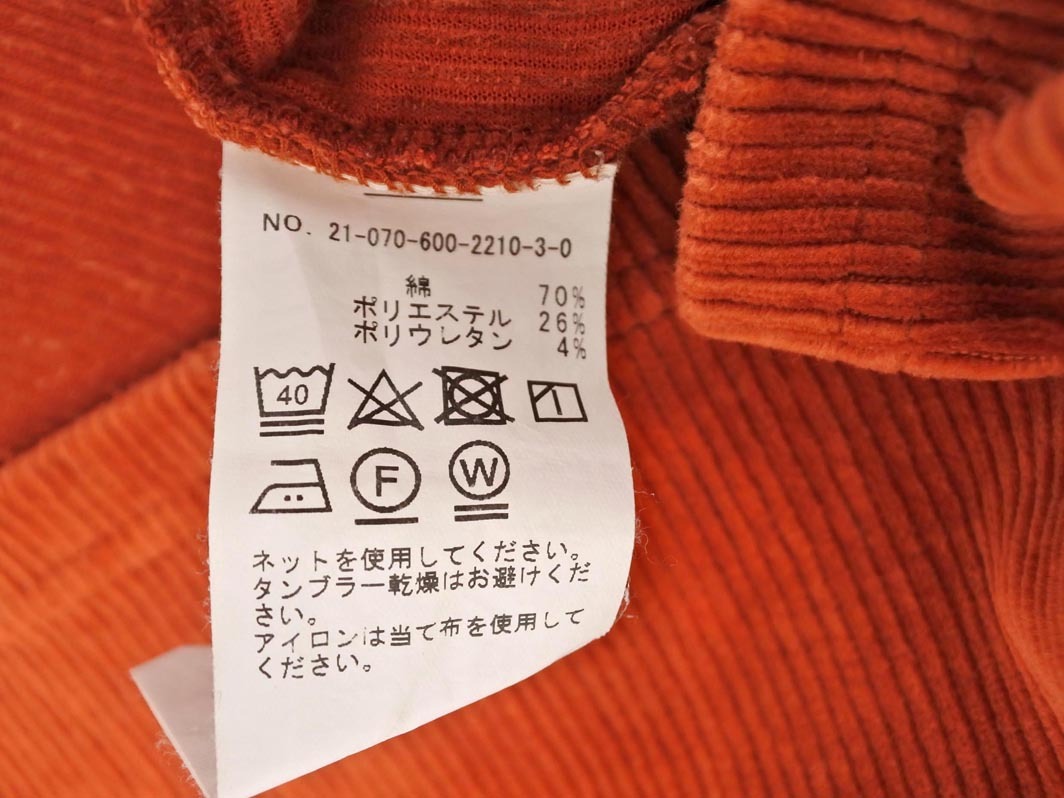 NO. 21-070-600-2210-3-0
綿 70%
ポリエステル 26%
ポリウレタン 4%
40
F W
ネットを使用してください。
タンブラー乾燥はお避けくだ
さい。
アイロンは当て布を使用して
ください。